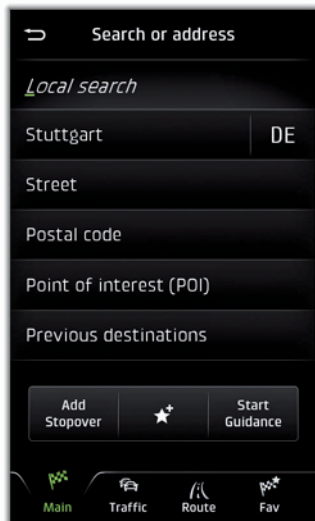 Search or address
Local search
Stuttgart DE
Street
Postal code
Point of interest (POI)
Previous destinations
Add
Stopover
Start
Guidance
Main Traffic Route Fav